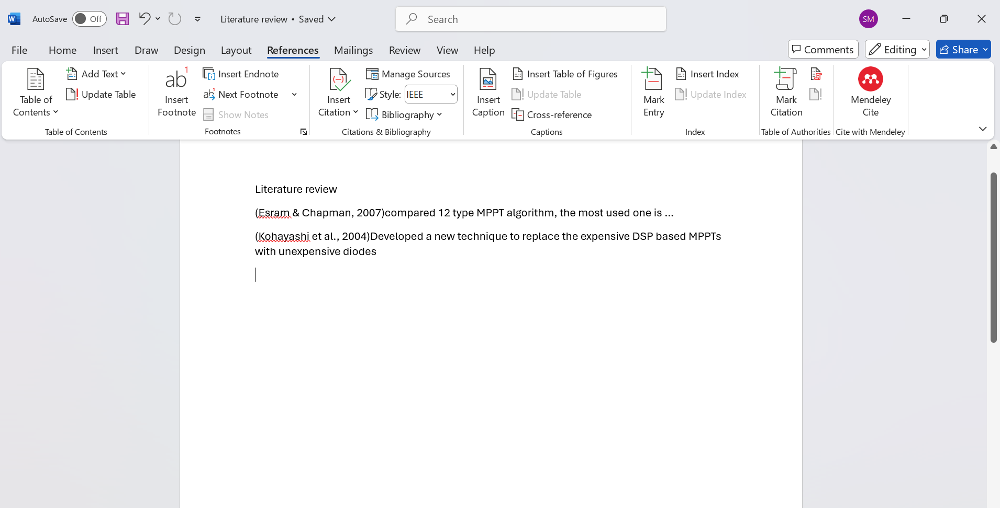 AutoSave Off Literature review • Saved Search SM
File Home Insert Draw Design Layout References Mailings Review View Help Comments Editing Share
Table of Contents
Add Text
Update Table
Table of Contents
ab1
Insert Footnote
Insert Endnote
Next Footnote
Show Notes
Footnotes
Insert Citation
Manage Sources
Style: IEEE
Bibliography
Citations & Bibliography
Insert Caption
Insert Table of Figures
Update Table
Cross-reference
Captions
Mark Entry
Insert Index
Update Index
Index
Mark Citation
Table of Authorities
Mendeley Cite
Cite with Mendeley
Literature review
(Esram & Chapman, 2007)compared 12 type MPPT algorithm, the most used one is ...
(Kohayashi et al., 2004)Developed a new technique to replace the expensive DSP based MPPTs
with unexpensive diodes